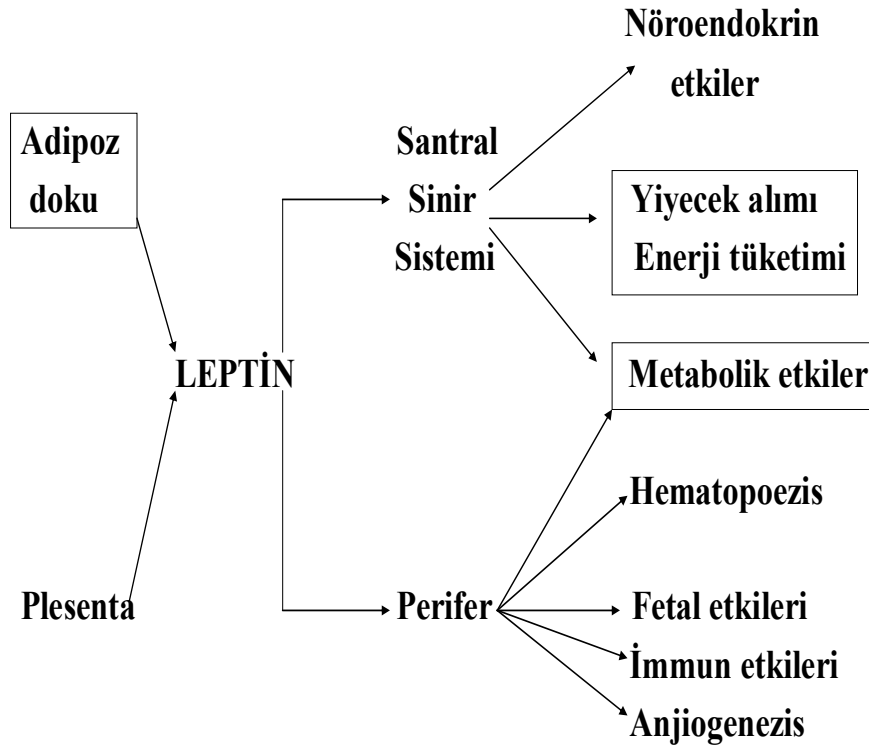 Nöroendokrin
etkiler
Adipoz
doku
Santral
Sinir
Sistemi
Yiyecek alımı
Enerji tüketimi
LEPTİN
Metabolik etkiler
Hematopoezis
Plesenta
Perifer
Fetal etkileri
İmmun etkileri
Anjiogenezis